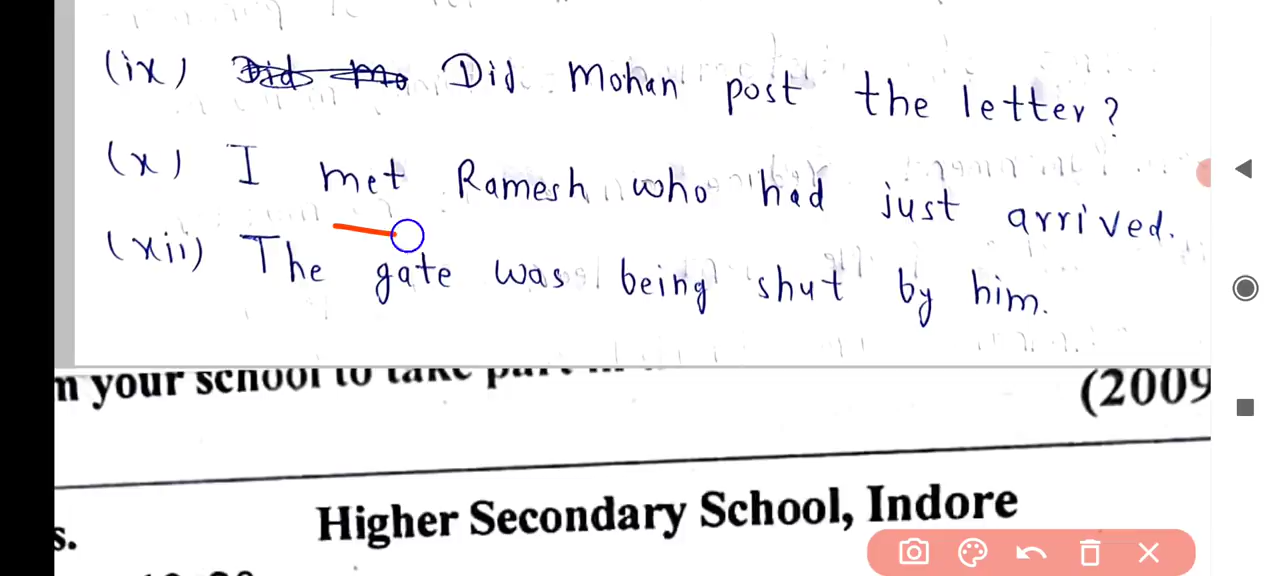 (ix) Did Mohan post the letter?
(x) I met Ramesh who had just arrived.
(xii) The gate was being shut by him.
your school to take part
(2009
s.
Higher Secondary School, Indore